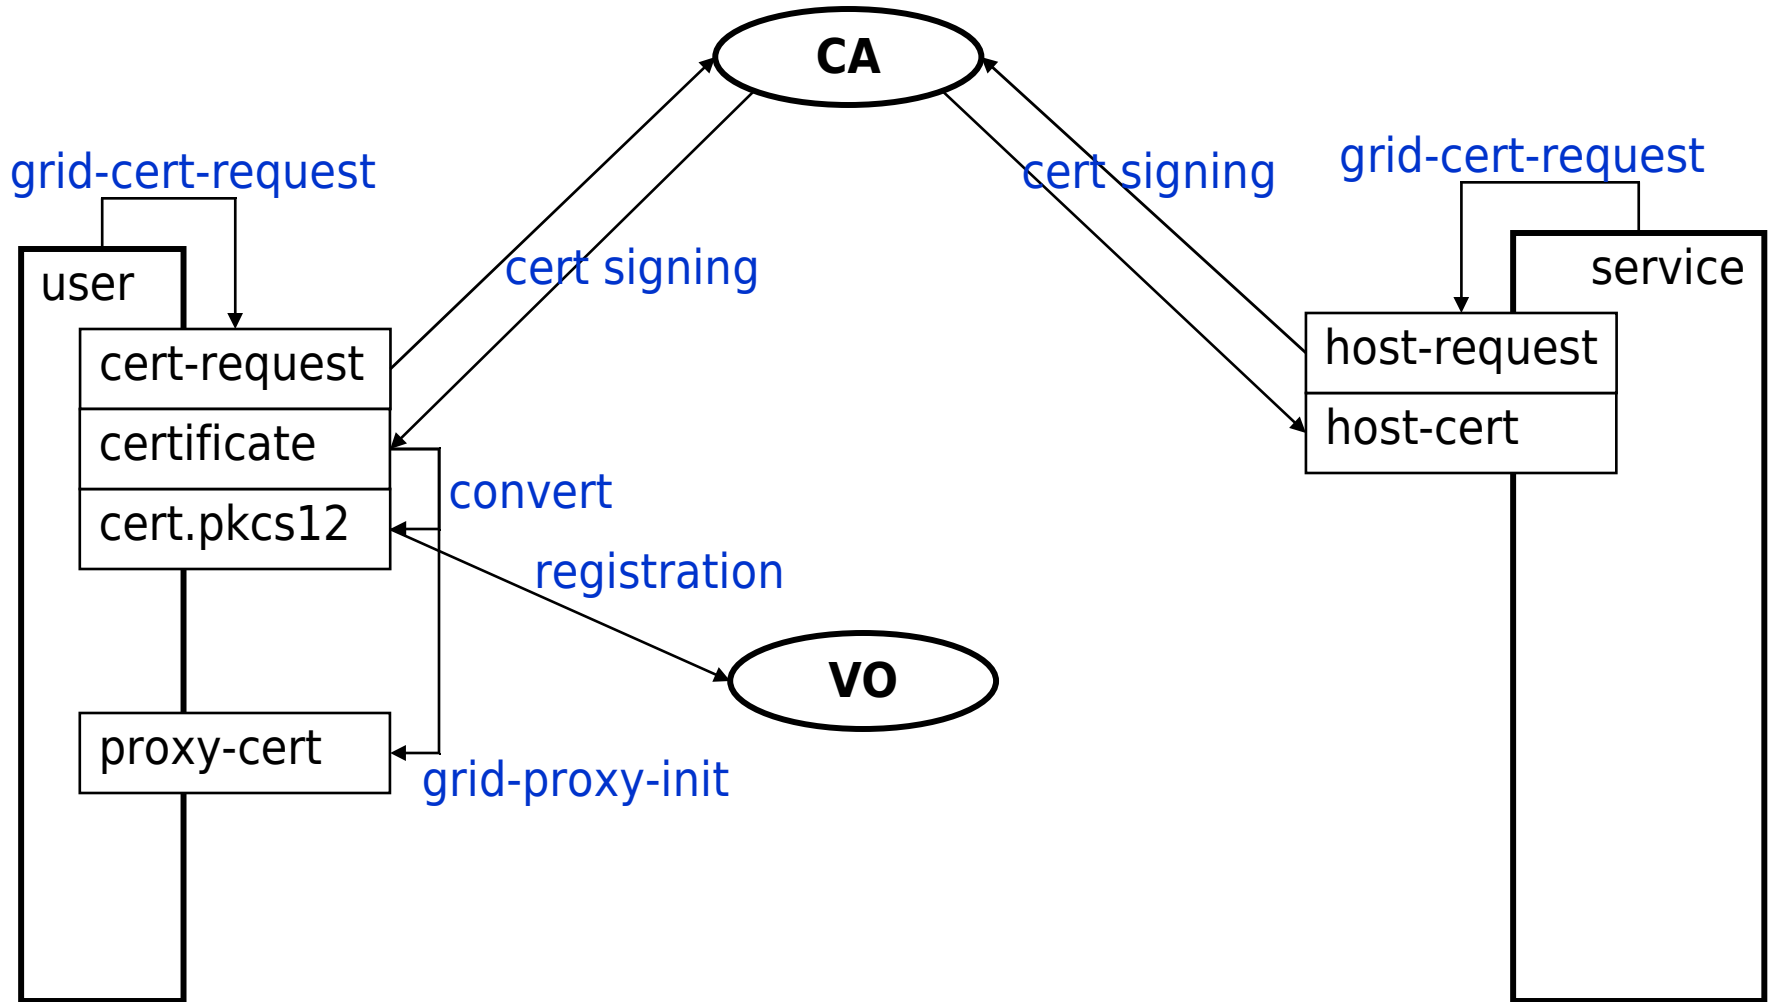 CA
grid-cert-request
cert signing
grid-cert-request
cert signing
user
service
cert-request
host-request
certificate
host-cert
cert.pkcs12
convert
registration
VO
proxy-cert
grid-proxy-init